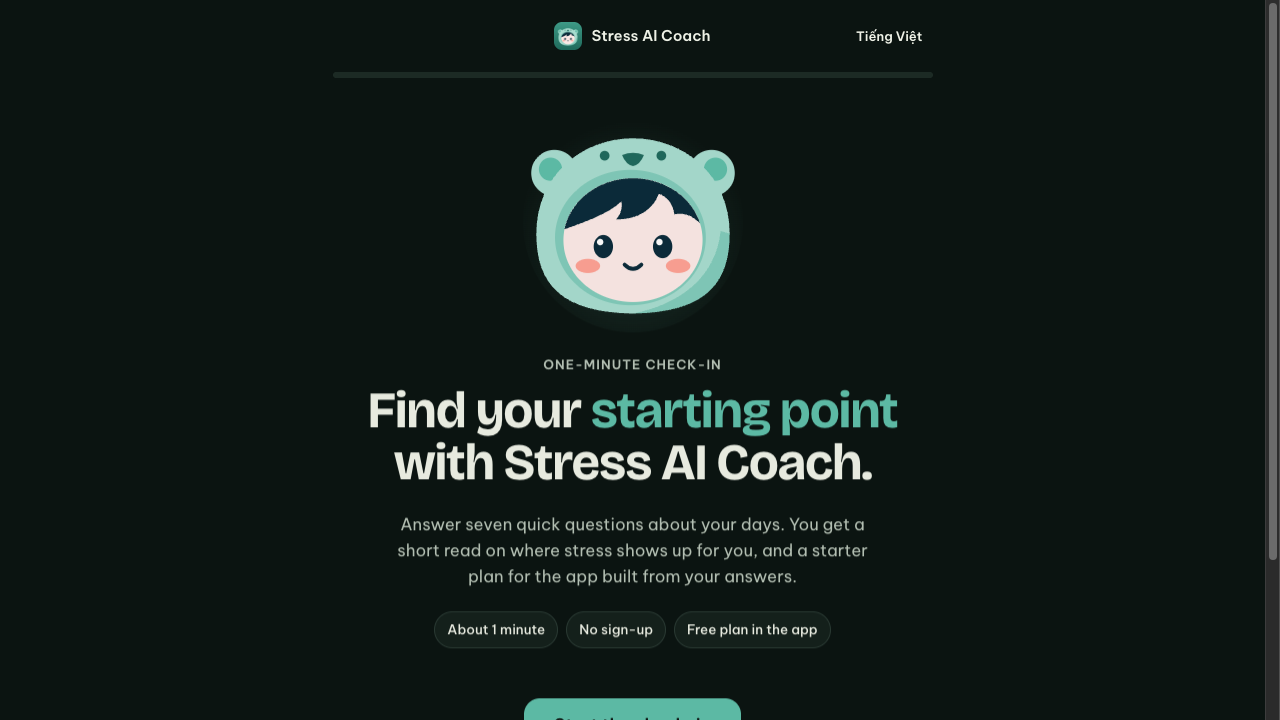 Stress AI Coach
Tiếng Việt
ONE-MINUTE CHECK-IN
Find your starting point
with Stress AI Coach.
Answer seven quick questions about your days. You get a
short read on where stress shows up for you, and a starter
plan for the app built from your answers.
About 1 minute
No sign-up
Free plan in the app